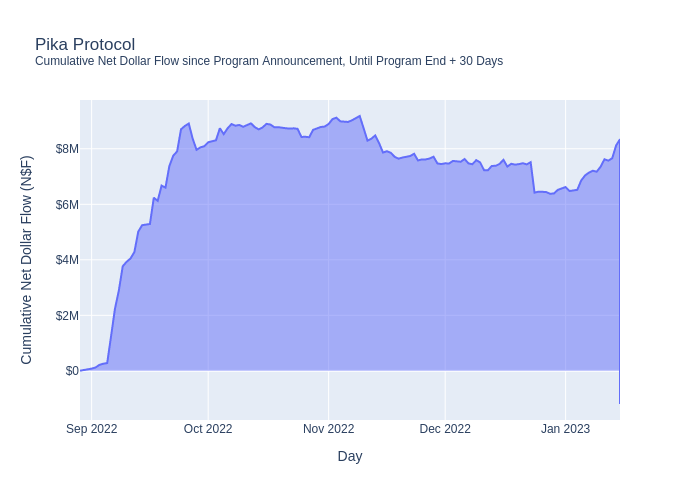 Pika Protocol
Cumulative Net Dollar Flow since Program Announcement, Until Program End + 30 Days
Cumulative Net Dollar Flow (N$F)
$8M
$6M
$4M
$2M
$0
Sep 2022
Oct 2022
Nov 2022
Dec 2022
Jan 2023
Day